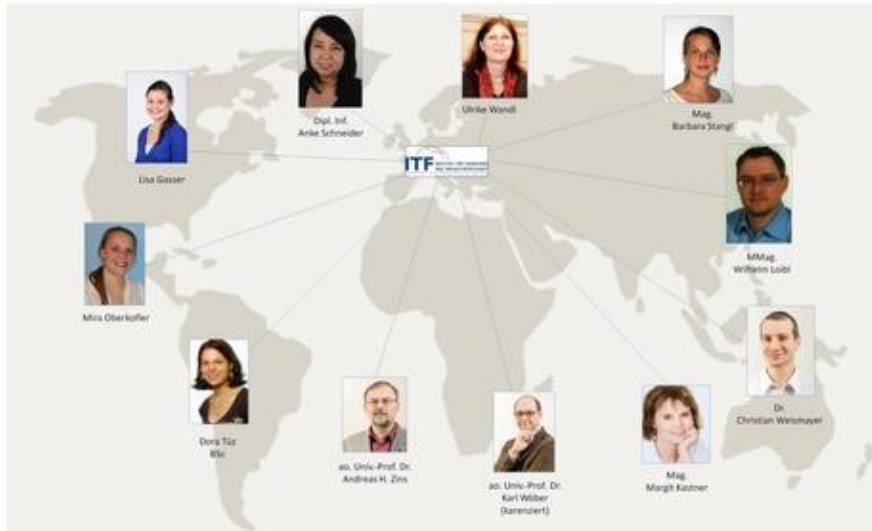 Dipl. Inf.
Anke Schneider
Ulrike Wandl
Mag.
Barbara Stangl
ITF
Lisa Gasser
MMag.
Wilhelm Loibl
Mira Oberkofler
Dr.
Christian Weismayer
Dora Tüz
BSc
ao. Univ.-Prof. Dr.
Andreas H. Zins
ao. Univ.-Prof. Dr.
Karl Wöber
(karenziert)
Mag.
Margit Kastner